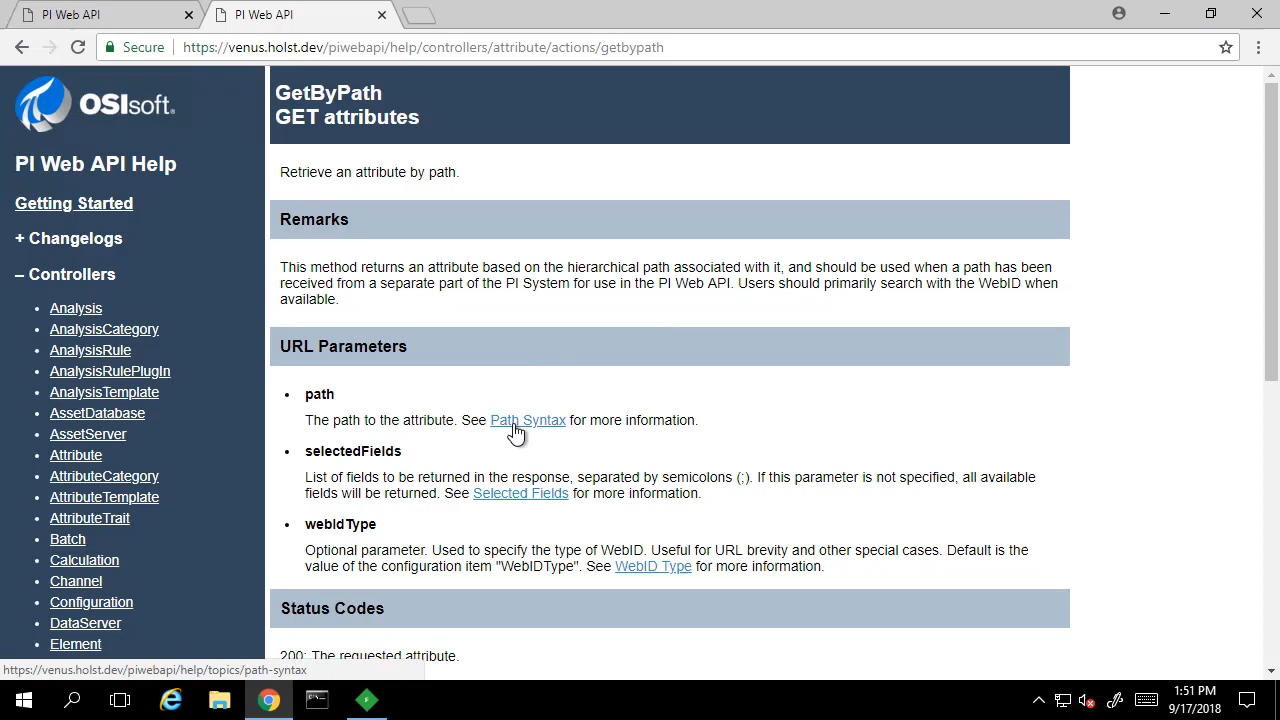 PI Web API
PI Web API
Secure https://venus.holst.dev/piwebapi/help/controllers/attribute/actions/getbypath
OSIsoft.
PI Web API Help
Getting Started
+ Changelogs
– Controllers
• Analysis
• AnalysisCategory
• AnalysisRule
• AnalysisRulePlugIn
• AnalysisTemplate
• AssetDatabase
• AssetServer
• Attribute
• AttributeCategory
• AttributeTemplate
• AttributeTrait
• Batch
• Calculation
• Channel
• Configuration
• DataServer
• Element
GetByPath
GET attributes
Retrieve an attribute by path.
Remarks
This method returns an attribute based on the hierarchical path associated with it, and should be used when a path has been
received from a separate part of the PI System for use in the PI Web API. Users should primarily search with the WebID when
available.
URL Parameters
• path
The path to the attribute. See Path Syntax for more information.
• selectedFields
List of fields to be returned in the response, separated by semicolons (;). If this parameter is not specified, all available
fields will be returned. See Selected Fields for more information.
• webIdType
Optional parameter. Used to specify the type of WebID. Useful for URL brevity and other special cases. Default is the
value of the configuration item "WebIDType". See WebID Type for more information.
Status Codes
200: The requested attribute.
https://venus.holst.dev/piwebapi/help/topics/path-syntax
1:51 PM
9/17/2018